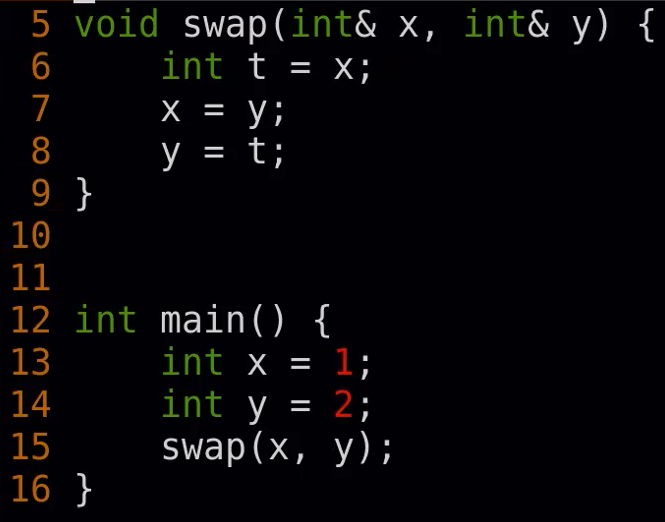 5 void swap(int& x, int& y) {
6     int t = x;
7     x = y;
8     y = t;
9 }
10
11
12 int main() {
13     int x = 1;
14     int y = 2;
15     swap(x, y);
16 }